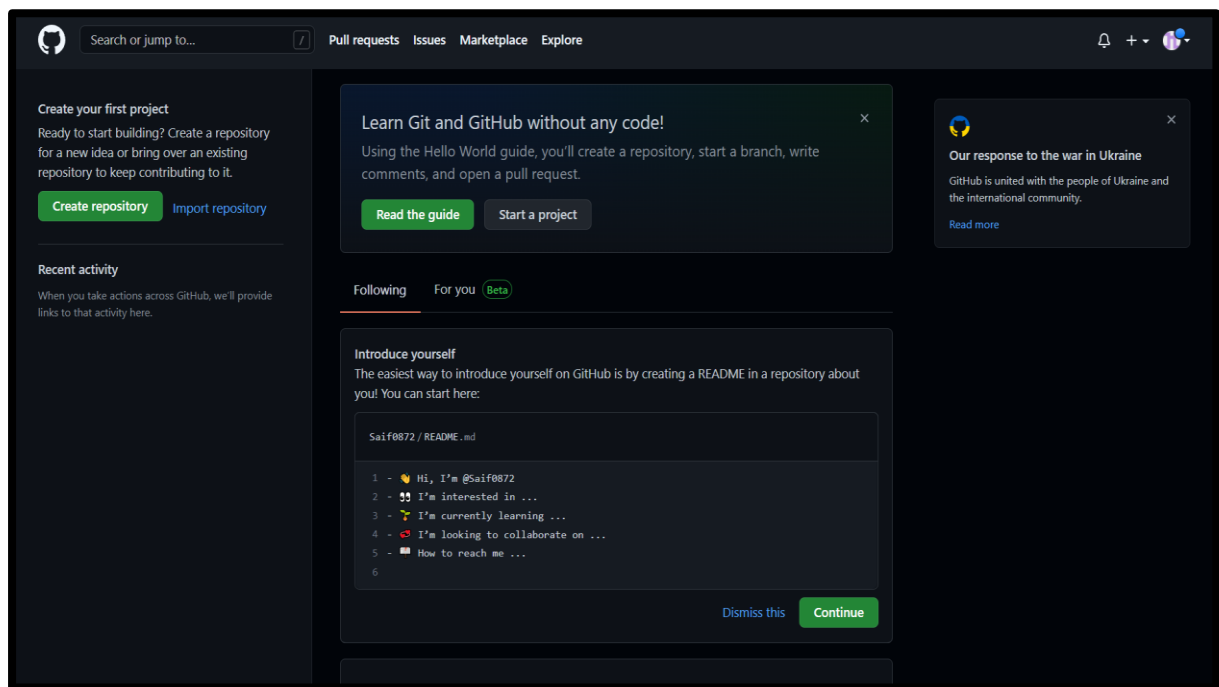 Search or jump to... /
Pull requests Issues Marketplace Explore
Create your first project
Ready to start building? Create a repository
for a new idea or bring over an existing
repository to keep contributing to it.
Create repository Import repository
Recent activity
When you take actions across GitHub, we'll provide
links to that activity here.
Learn Git and GitHub without any code!
Using the Hello World guide, you'll create a repository, start a branch, write
comments, and open a pull request.
Read the guide Start a project
Following For you Beta
Introduce yourself
The easiest way to introduce yourself on GitHub is by creating a README in a repository about
you! You can start here:
Saif0872/README.md
1 - 👋 Hi, I'm @Saif0872
2 - 👀 I'm interested in ...
3 - 🌱 I'm currently learning ...
4 - 💞️ I'm looking to collaborate on ...
5 - 📫 How to reach me ...
6
Dismiss this Continue
Our response to the war in Ukraine
GitHub is united with the people of Ukraine and
the international community.
Read more